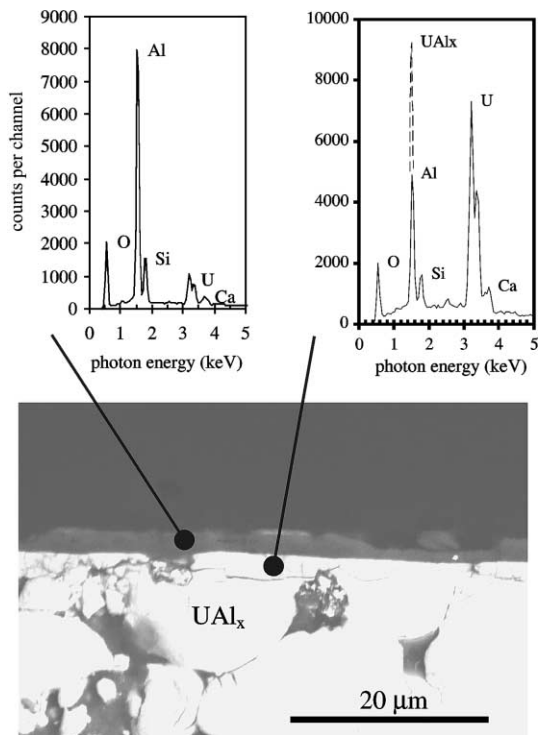 counts per channel
9000
8000
7000
6000
5000
4000
3000
2000
1000
0
Al
O
Si
U
Ca
0 1 2 3 4 5
photon energy (keV)
10000
8000
6000
4000
2000
0
UAlx
U
Al
O
Si
Ca
0 1 2 3 4 5
photon energy (keV)
UAlx
20 µm